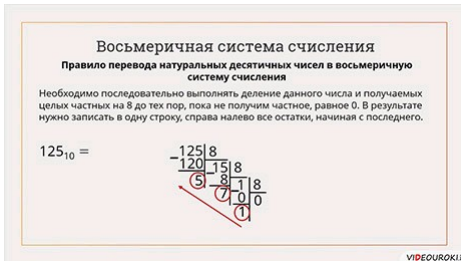 Восьмеричная система счисления
Правило перевода натуральных десятичных чисел в восьмеричную
систему счисления
Необходимо последовательно выполнять деление данного числа и получаемых
целых частных на 8 до тех пор, пока не получим частное, равное 0. В результате
нужно записать в одну строку, справа налево все остатки, начиная с последнего.
125₁₀ =
−125 8
120 −15 8
5 8 −1 8
7 0 0
1
VIDEOUROKI